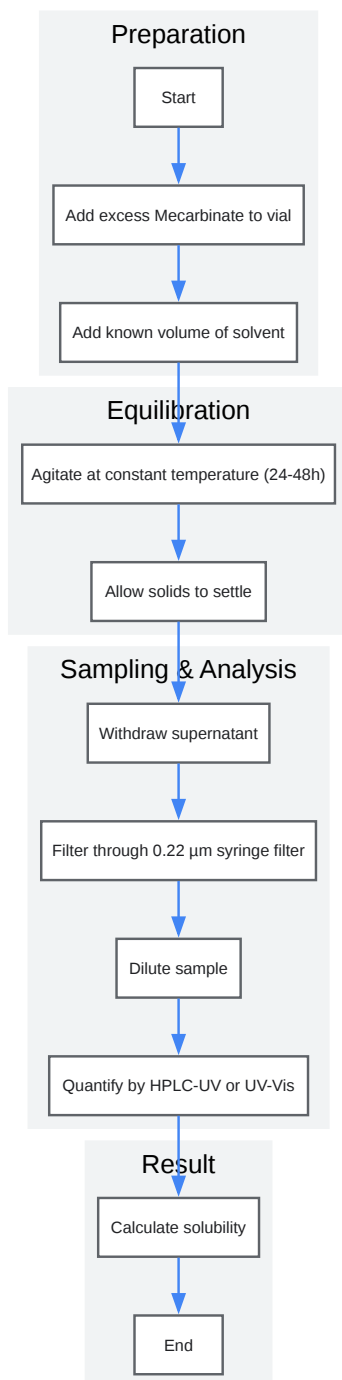 Preparation
Start
Add excess Mecarbinate to vial
Add known volume of solvent
Equilibration
Agitate at constant temperature (24-48h)
Allow solids to settle
Sampling & Analysis
Withdraw supernatant
Filter through 0.22 µm syringe filter
Dilute sample
Quantify by HPLC-UV or UV-Vis
Result
Calculate solubility
End